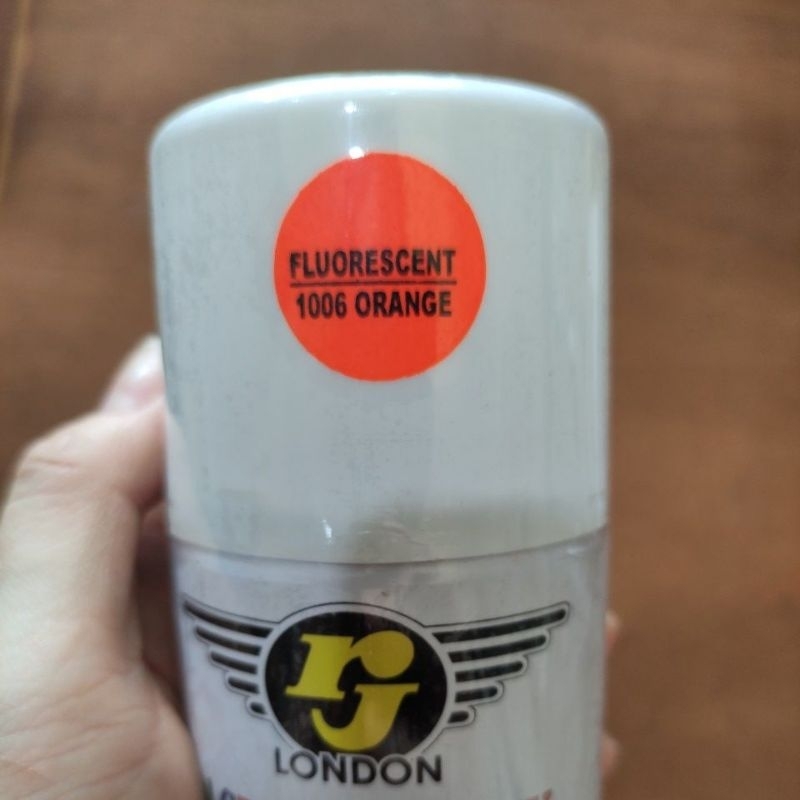 FLUORESCENT
1006 ORANGE
rj
LONDON